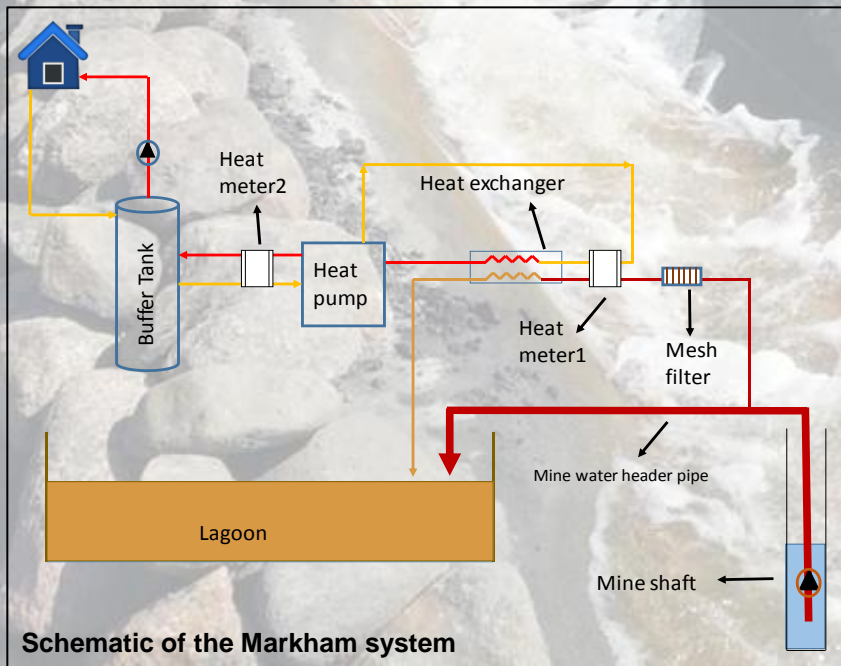 Heat
meter2
Heat exchanger
Buffer Tank
Heat
pump
Heat
meter1
Mesh
filter
Mine water header pipe
Lagoon
Mine shaft
Schematic of the Markham system